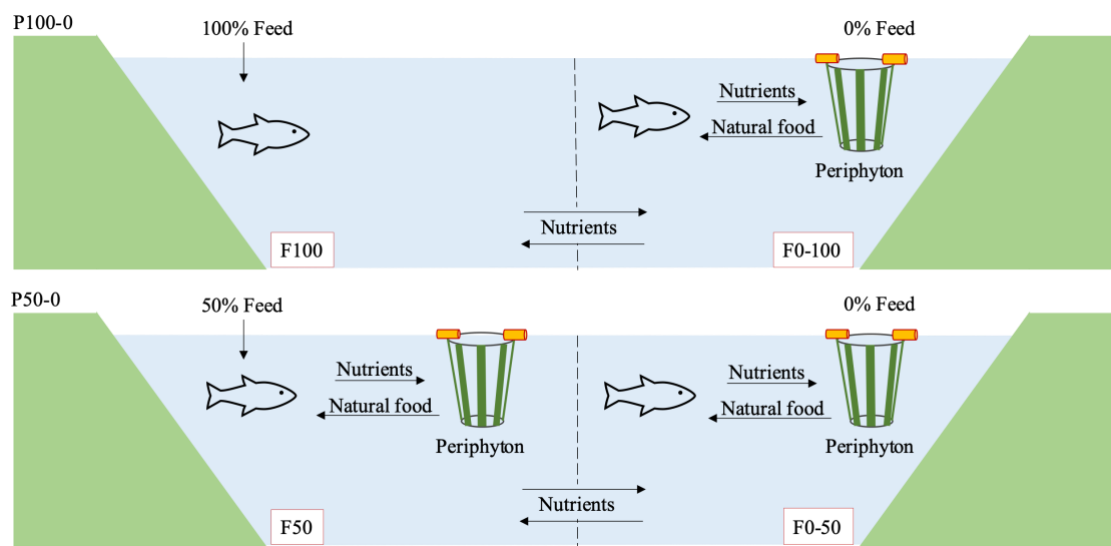 P100-0
100% Feed
0% Feed
Nutrients
Natural food
Periphyton
Nutrients
F100
F0-100
P50-0
50% Feed
0% Feed
Nutrients
Natural food
Periphyton
Nutrients
Natural food
Periphyton
Nutrients
F50
F0-50